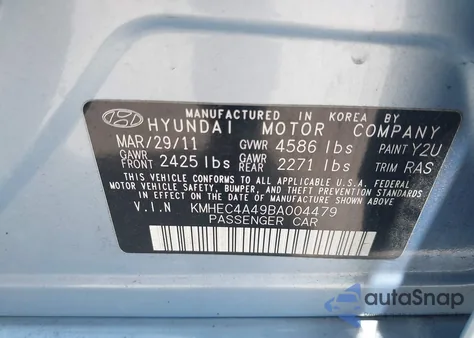 MANUFACTURED IN KOREA BY
HYUNDAI MOTOR COMPANY
MAR/29/11 GVWR 4586 lbs PAINT Y2U
GAWR FRONT 2425 lbs GAWR REAR 2271 lbs TRIM RAS
THIS VEHICLE CONFORMS TO ALL APPLICABLE U.S.A. FEDERAL
MOTOR VEHICLE SAFETY, BUMPER, AND THEFT PREVENTION STANDARDS
IN EFFECT ON THE DATE OF MANUFACTURE SHOWN ABOVE.
V.I.N KMHEC4A49BA004479
PASSENGER CAR
autoSnap